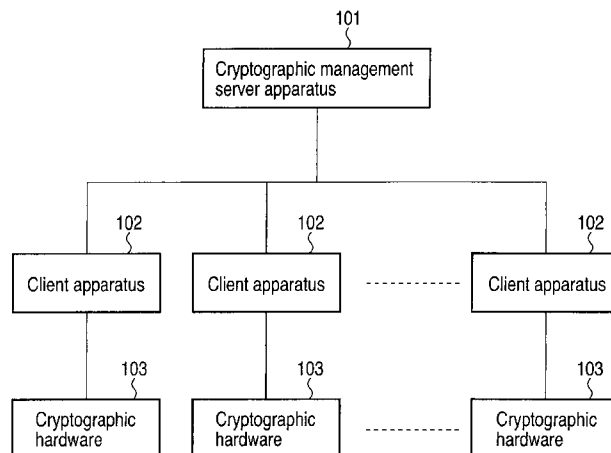 101
Cryptographic management
server apparatus
102
102
102
Client apparatus
Client apparatus
Client apparatus
103
103
103
Cryptographic
hardware
Cryptographic
hardware
Cryptographic
hardware